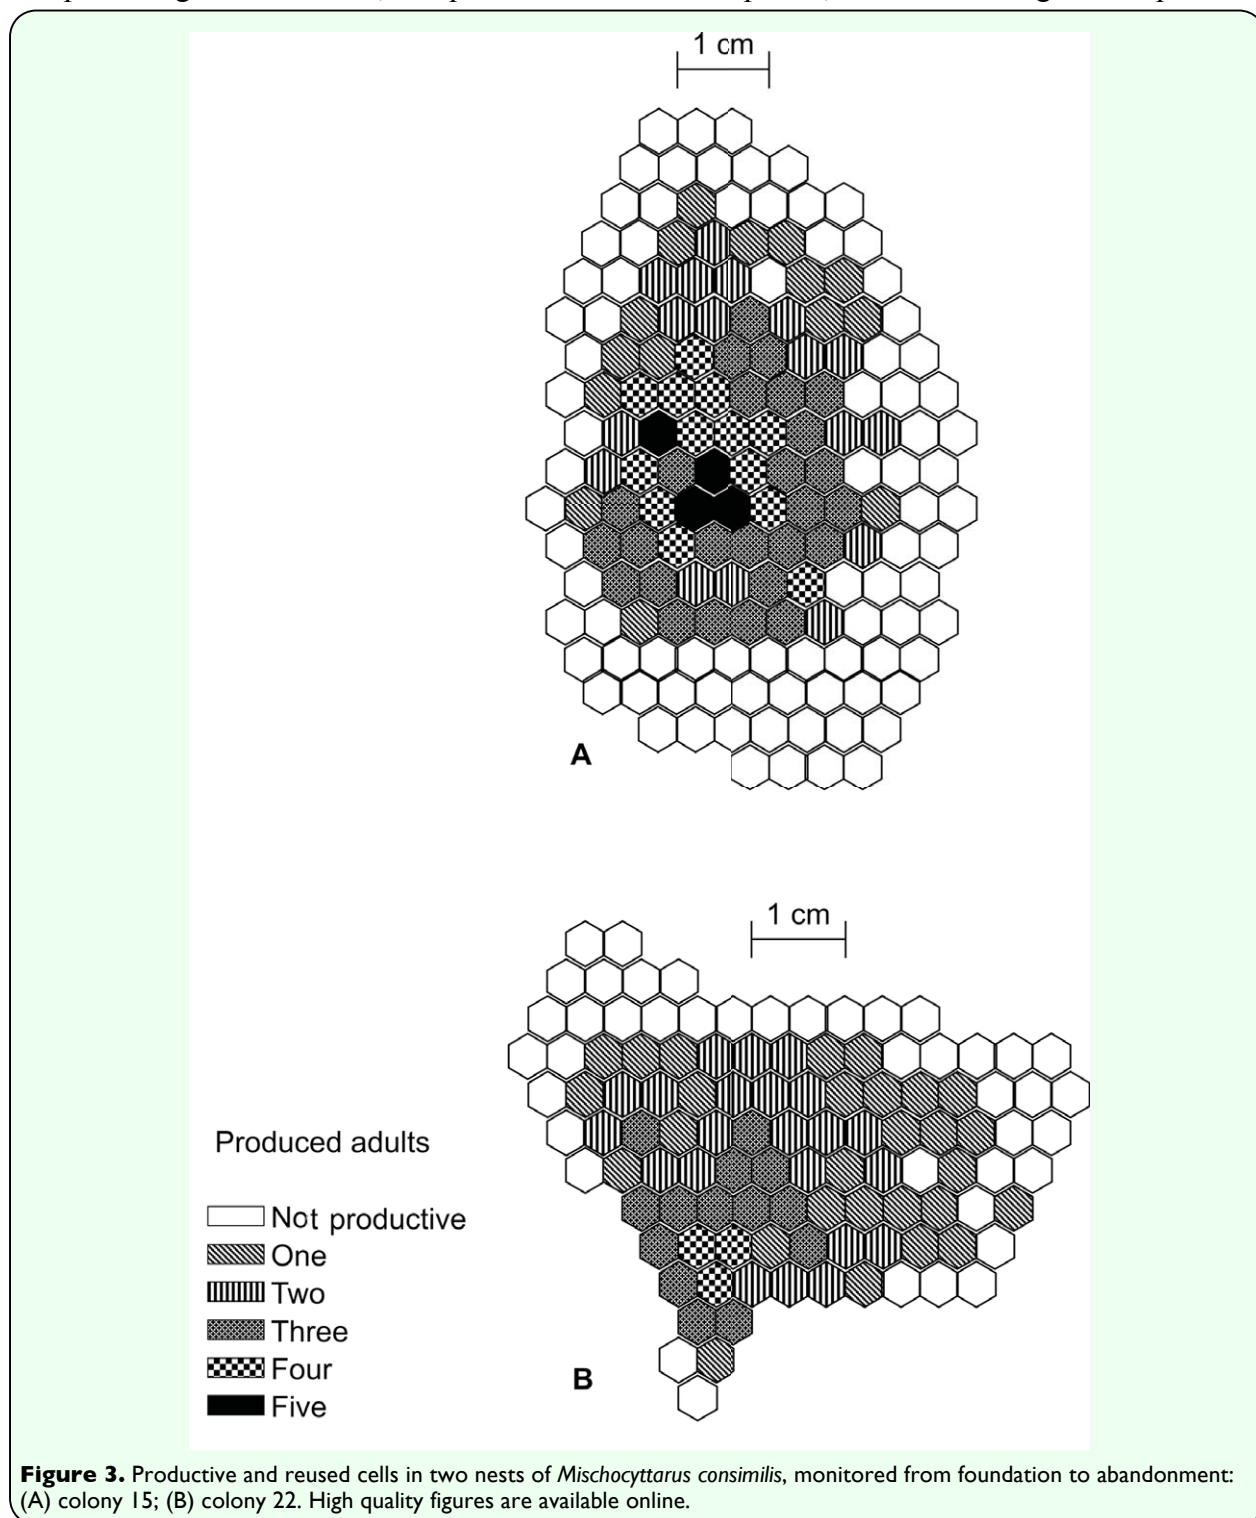 1 cm
A
1 cm
Produced adults
Not productive
One
Two
Three
Four
Five
B
Figure 3. Productive and reused cells in two nests of Mischocyttarus consimilis, monitored from foundation to abandonment:
(A) colony 15; (B) colony 22. High quality figures are available online.